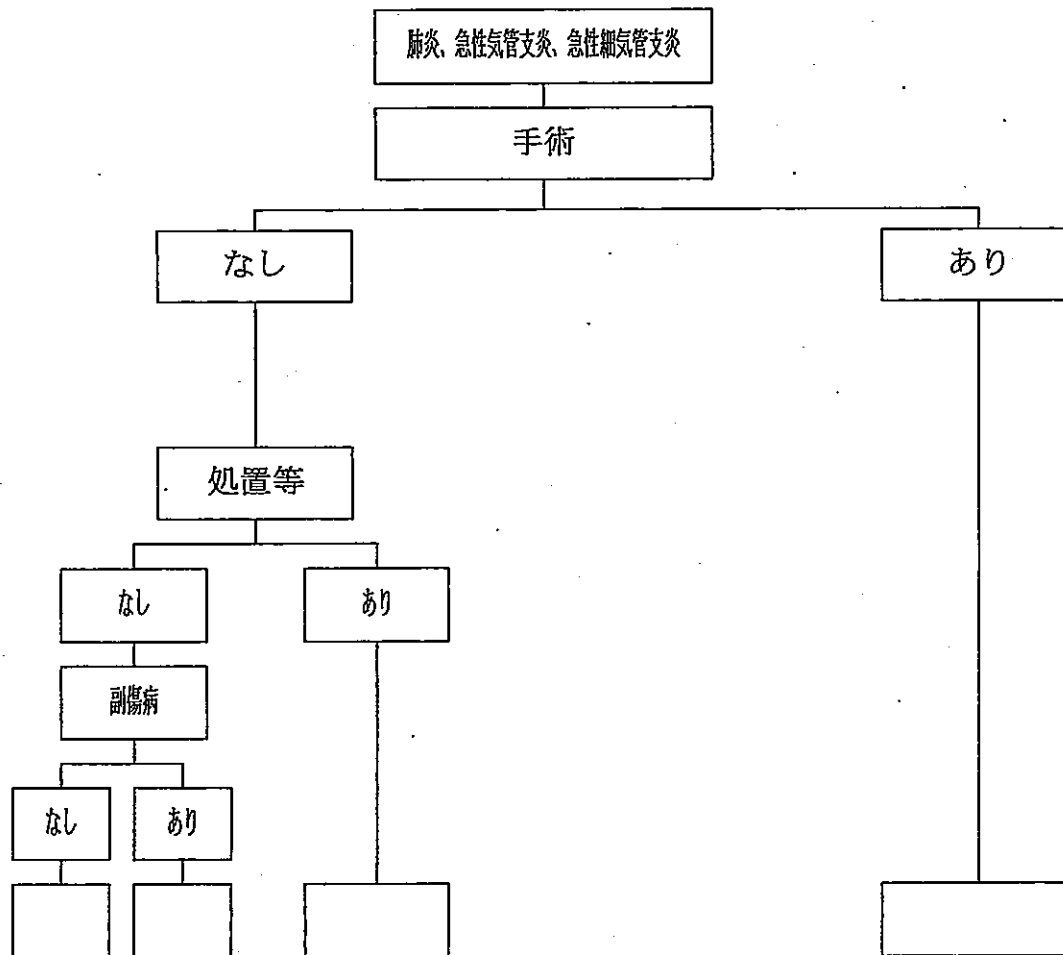 肺炎、急性気管支炎、急性細気管支炎
手術
なし
あり
処置等
なし
あり
副傷病
なし
あり